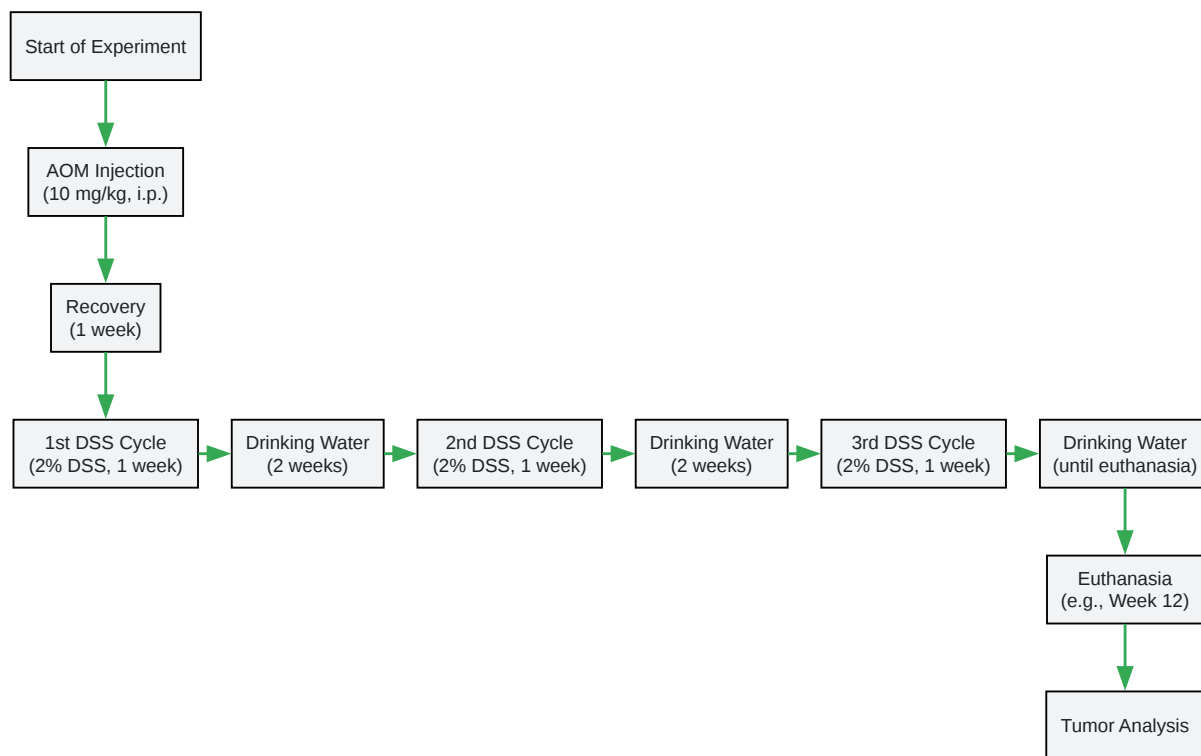 Start of Experiment
AOM Injection
(10 mg/kg, i.p.)
Recovery
(1 week)
1st DSS Cycle
(2% DSS, 1 week)
Drinking Water
(2 weeks)
2nd DSS Cycle
(2% DSS, 1 week)
Drinking Water
(2 weeks)
3rd DSS Cycle
(2% DSS, 1 week)
Drinking Water
(until euthanasia)
Euthanasia
(e.g., Week 12)
Tumor Analysis